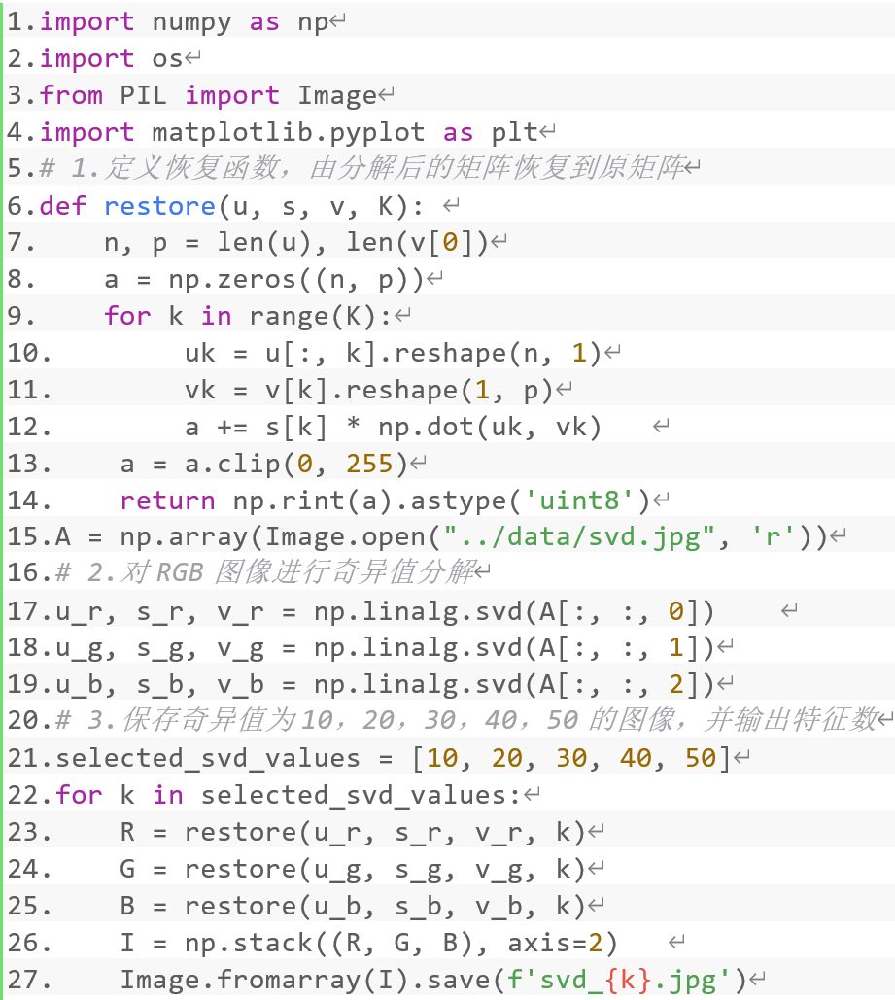 1.import numpy as np↵
2.import os↵
3.from PIL import Image↵
4.import matplotlib.pyplot as plt↵
5.# 1.定义恢复函数，由分解后的矩阵恢复到原矩阵↵
6.def restore(u, s, v, K): ↵
7.    n, p = len(u), len(v[0])↵
8.    a = np.zeros((n, p))↵
9.    for k in range(K):↵
10.        uk = u[:, k].reshape(n, 1)↵
11.        vk = v[k].reshape(1, p)↵
12.        a += s[k] * np.dot(uk, vk)   ↵
13.    a = a.clip(0, 255)↵
14.    return np.rint(a).astype('uint8')↵
15.A = np.array(Image.open("../data/svd.jpg", 'r'))↵
16.# 2.对 RGB 图像进行奇异值分解↵
17.u_r, s_r, v_r = np.linalg.svd(A[:, :, 0])    ↵
18.u_g, s_g, v_g = np.linalg.svd(A[:, :, 1])↵
19.u_b, s_b, v_b = np.linalg.svd(A[:, :, 2])↵
20.# 3.保存奇异值为10，20，30，40，50 的图像，并输出特征数↵
21.selected_svd_values = [10, 20, 30, 40, 50]↵
22.for k in selected_svd_values:↵
23.    R = restore(u_r, s_r, v_r, k)↵
24.    G = restore(u_g, s_g, v_g, k)↵
25.    B = restore(u_b, s_b, v_b, k)↵
26.    I = np.stack((R, G, B), axis=2)   ↵
27.    Image.fromarray(I).save(f'svd_{k}.jpg')↵